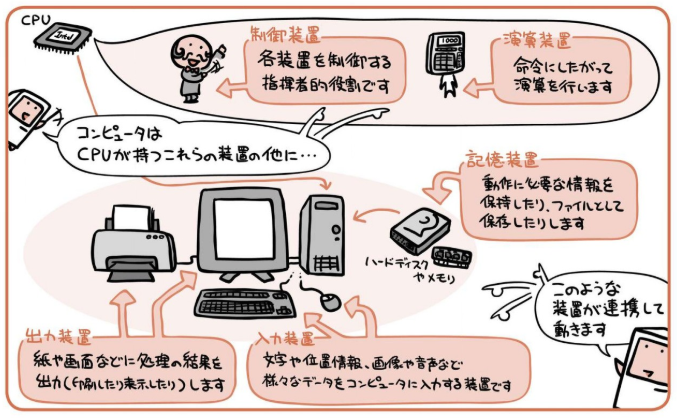 CPU
intel
制御装置
各装置を制御する
指揮者的役割です
1000
演算装置
命令にしたがって
演算を行います
コンピュータは
CPUが持つこれらの装置の他に…
記憶装置
動作に必要な情報を
保持したり、ファイルとして
保存したりします
ハードディスク
やメモリ
このような
装置が連携して
動きます
出力装置
紙や画面などに処理の結果を
出力(印刷したり表示したり)します
入力装置
文字や位置情報、画像や音声など
様々なデータをコンピュータに入力する装置です